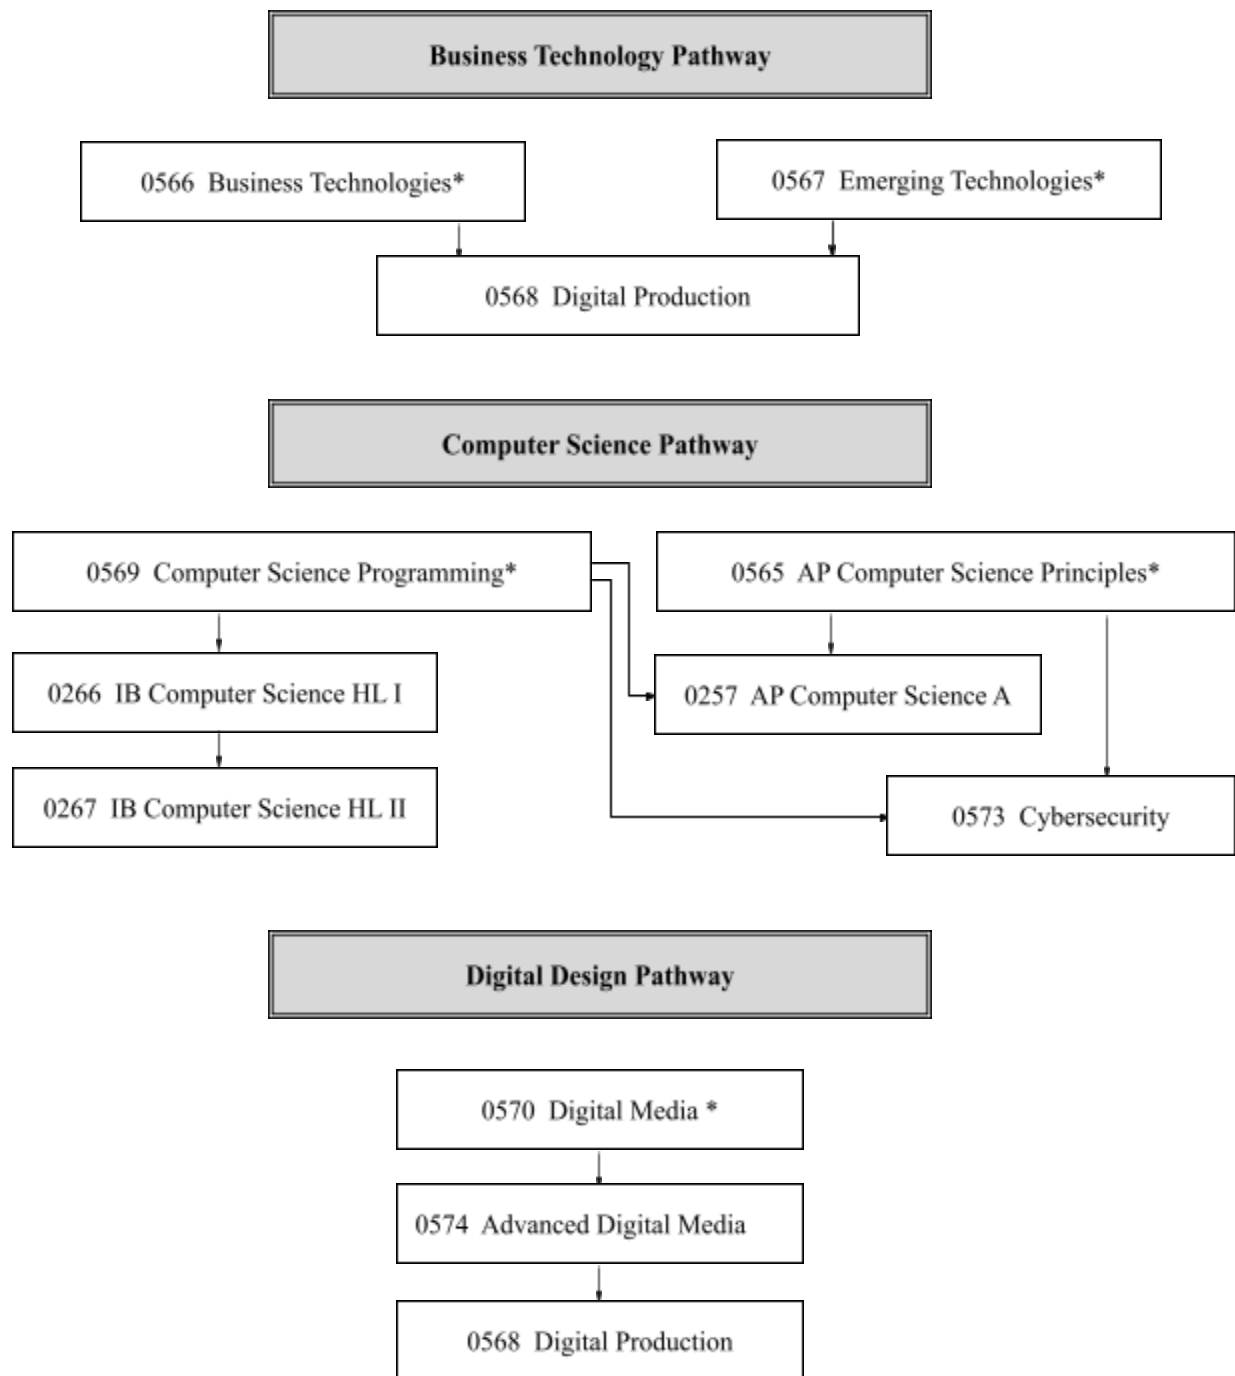 Business Technology Pathway
0566 Business Technologies*
0567 Emerging Technologies*
0568 Digital Production
Computer Science Pathway
0569 Computer Science Programming*
0565 AP Computer Science Principles*
0266 IB Computer Science HL I
0257 AP Computer Science A
0267 IB Computer Science HL II
0573 Cybersecurity
Digital Design Pathway
0570 Digital Media *
0574 Advanced Digital Media
0568 Digital Production